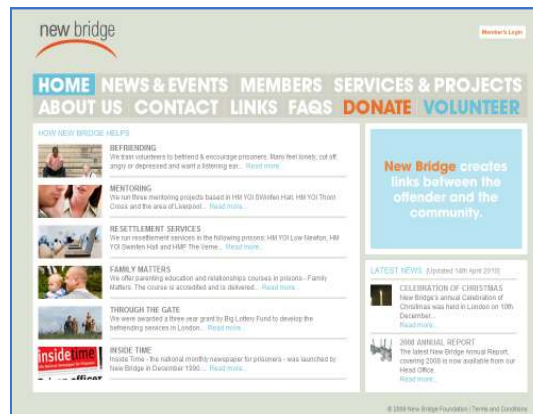 new bridge
Member's Login
HOME NEWS & EVENTS MEMBERS SERVICES & PROJECTS
ABOUT US CONTACT LINKS FAQS DONATE VOLUNTEER
HOW NEW BRIDGE HELPS
BEFRIENDING
We train volunteers to befriend & encourage prisoners. Many feel lonely, cut off,
angry or depressed and want a listening ear... Read more...
MENTORING
We run three mentoring projects based in HM YOI SWinten Hall, HM YOI Thorn
Cross and the area of Liverpool... Read more...
RESETTLEMENT SERVICES
We run resettlement services in the following prisons: HM YOI Low Newton, HM
YOI Swinten Hall and HMP The Verne... Read more...
FAMILY MATTERS
We offer parenting education and relationships courses in prisons - Family
Matters. The course is accredited and is delivered... Read more...
THROUGH THE GATE
We were awarded a three year grant by Big Lottery Fund to develop the
befriending services in London... Read more...
insidetime
INSIDE TIME
Inside Time - the national monthly newspaper for prisoners - was launched by
New Bridge in December 1990.... Read more...
New Bridge creates
links between the
offender and the
community.
LATEST NEWS [Updated 14th April 2010]
CELEBRATION OF CHRISTMAS
New Bridge's annual Celebration of
Christmas was held in London on 10th
December...
Read more...
2008 ANNUAL REPORT
The latest New Bridge Annual Report,
covering 2008 is now available from our
Head Office.
Read more...
© 2009 New Bridge Foundation | Terms and Conditions